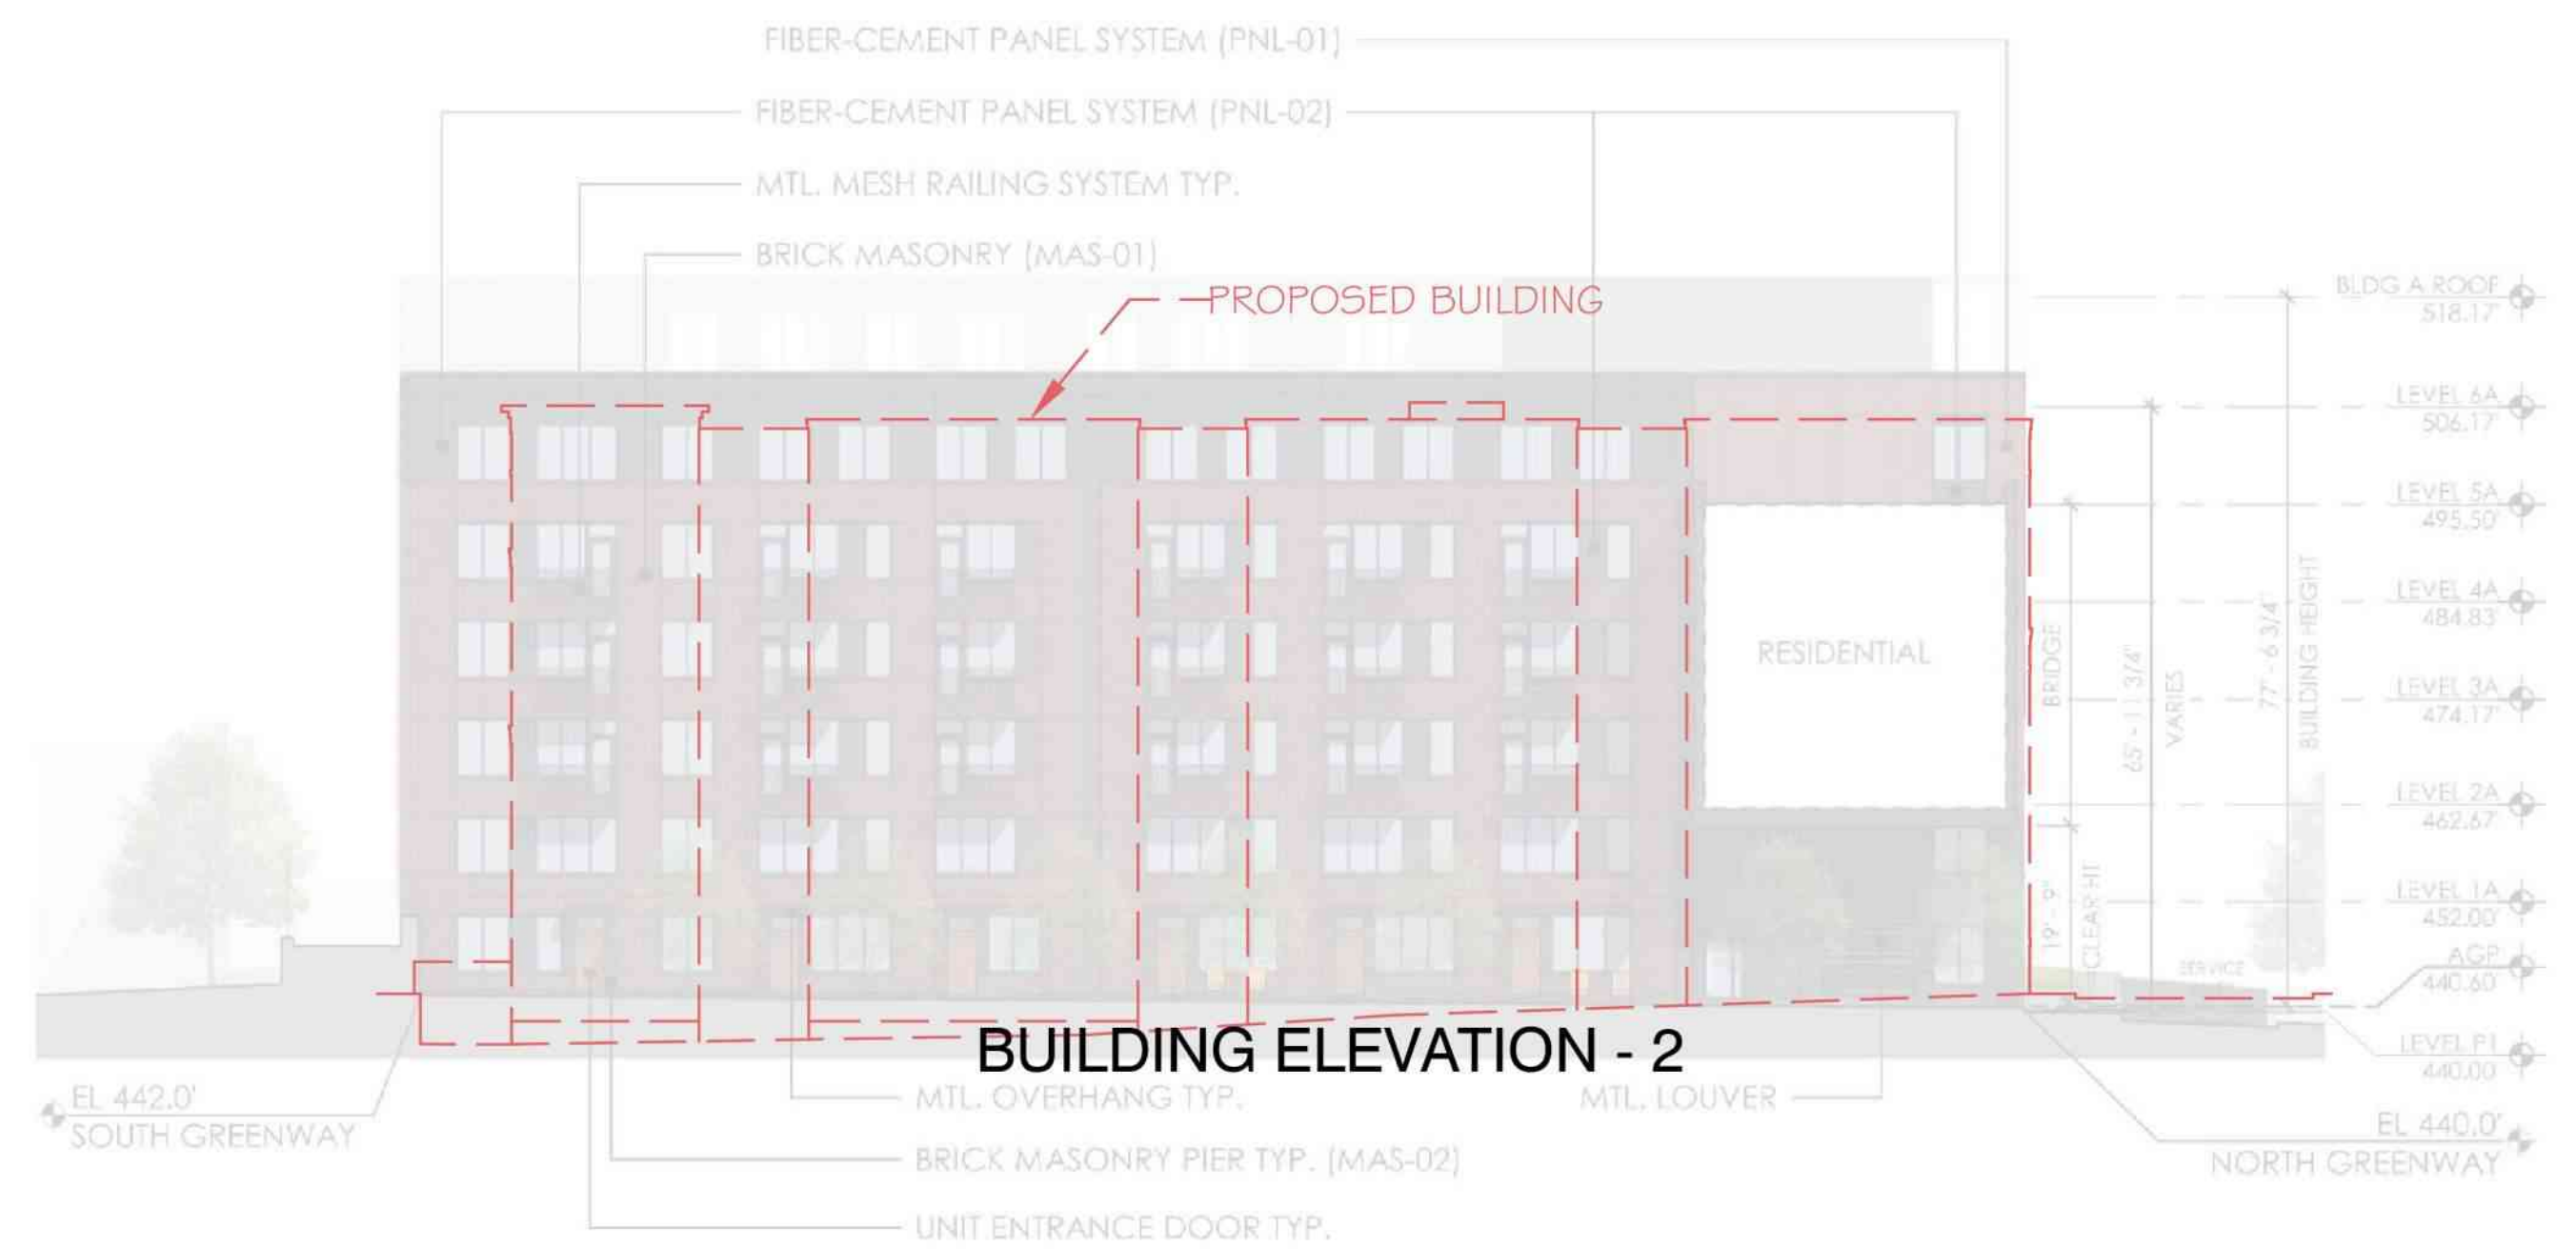 FIBER-CEMENT PANEL SYSTEM (PNL-01)
FIBER-CEMENT PANEL SYSTEM (PNL-02)
MTL. MESH RAILING SYSTEM TYP.
BRICK MASONRY (MAS-01)
PROPOSED BUILDING
BLDG A ROOF
518.17'
LEVEL 6A
506.17'
LEVEL 5A
495.50'
LEVEL 4A
484.83'
LEVEL 3A
474.17'
LEVEL 2A
462.67'
LEVEL 1A
452.00'
AGP
440.60'
LEVEL P1
440.00'
RESIDENTIAL
BRIDGE
19' - 9"
CLEAR HT
65' - 11 3/4"
VARIES
77' - 6 3/4"
BUILDING HEIGHT
SERVICE
BUILDING ELEVATION - 2
EL 442.0'
SOUTH GREENWAY
MTL. OVERHANG TYP.
MTL. LOUVER
BRICK MASONRY PIER TYP. (MAS-02)
UNIT ENTRANCE DOOR TYP.
EL 440.0'
NORTH GREENWAY